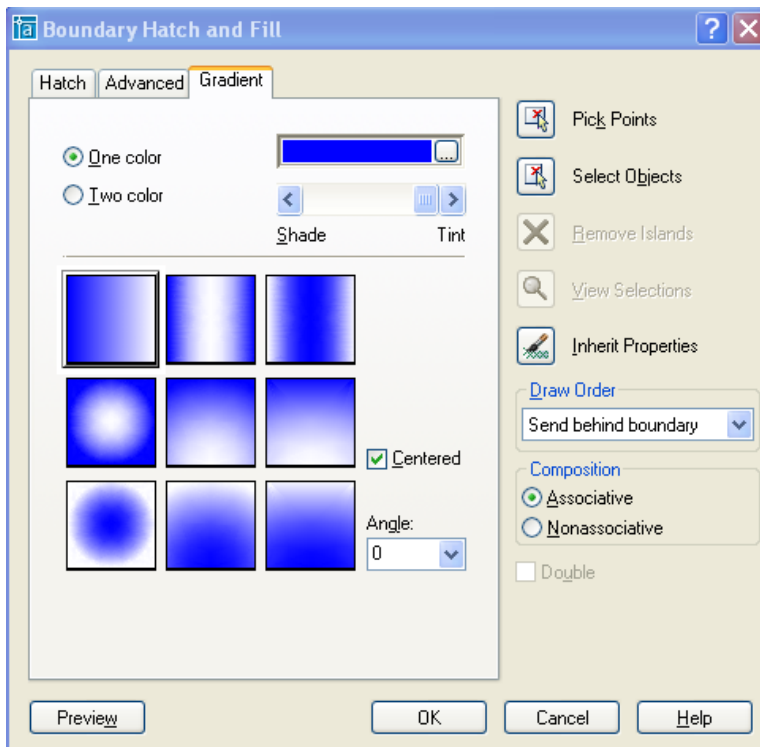 Boundary Hatch and Fill
Hatch Advanced Gradient
One color
...
Two color
Shade Tint
Centered
Angle:
0
Pick Points
Select Objects
Remove Islands
View Selections
Inherit Properties
Draw Order
Send behind boundary
Composition
Associative
Nonassociative
Double
Preview OK Cancel Help